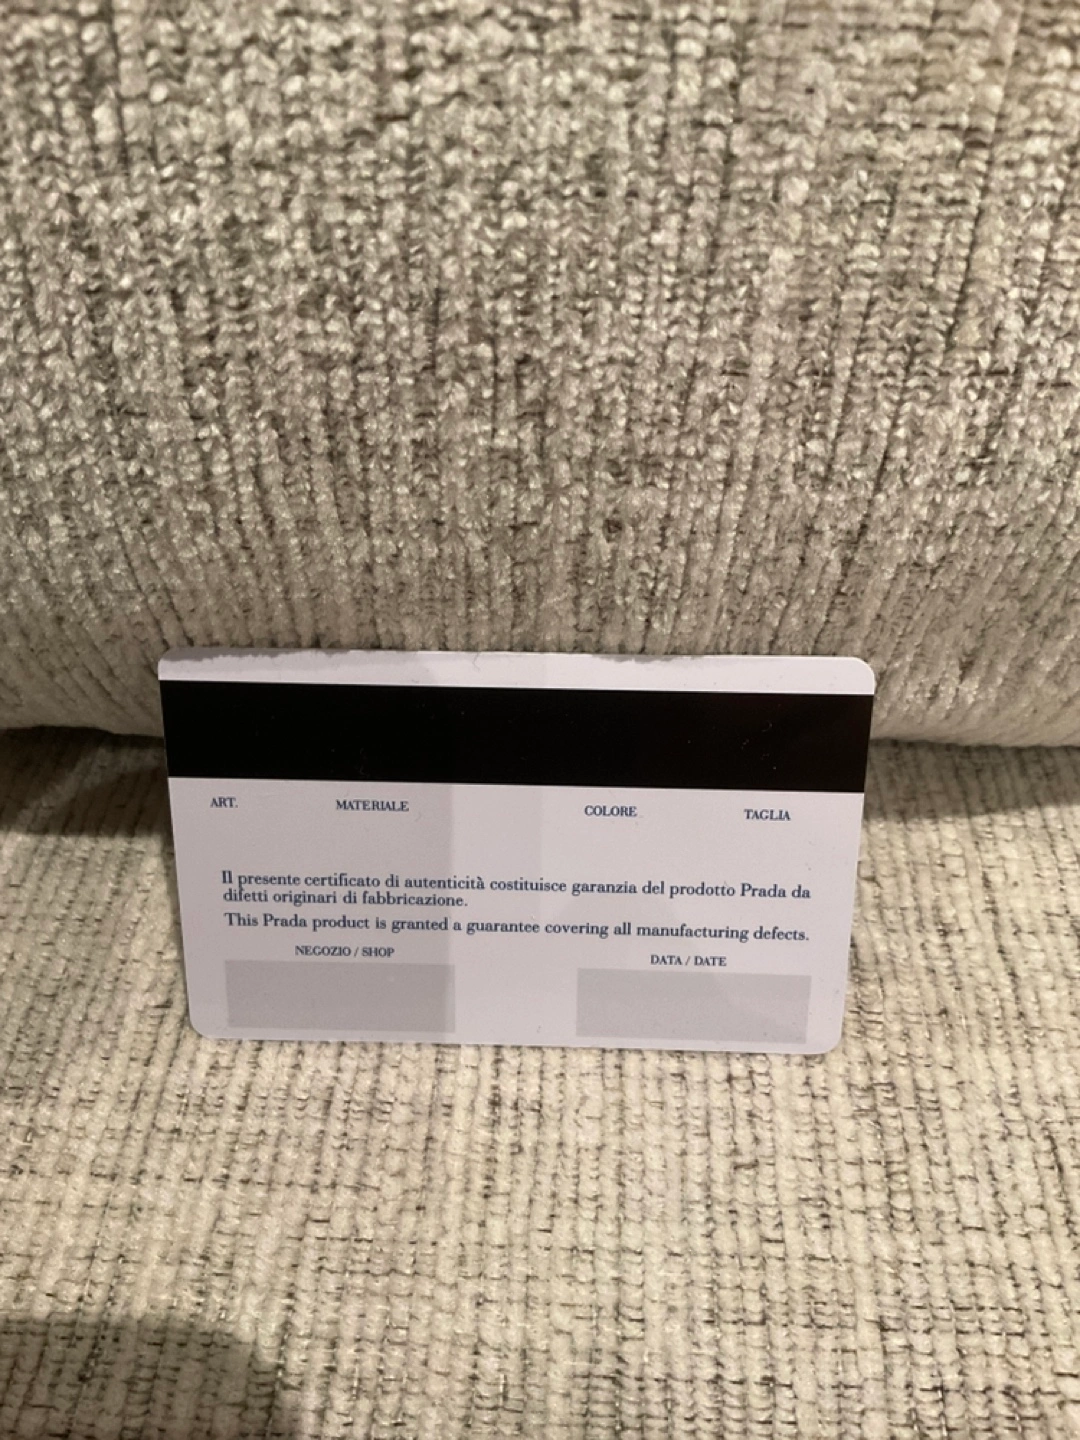 ART. MATERIALE COLORE TAGLIA
Il presente certificato di autenticità costituisce garanzia del prodotto Prada da
difetti originari di fabbricazione.
This Prada product is granted a guarantee covering all manufacturing defects.
NEGOZIO / SHOP DATA / DATE